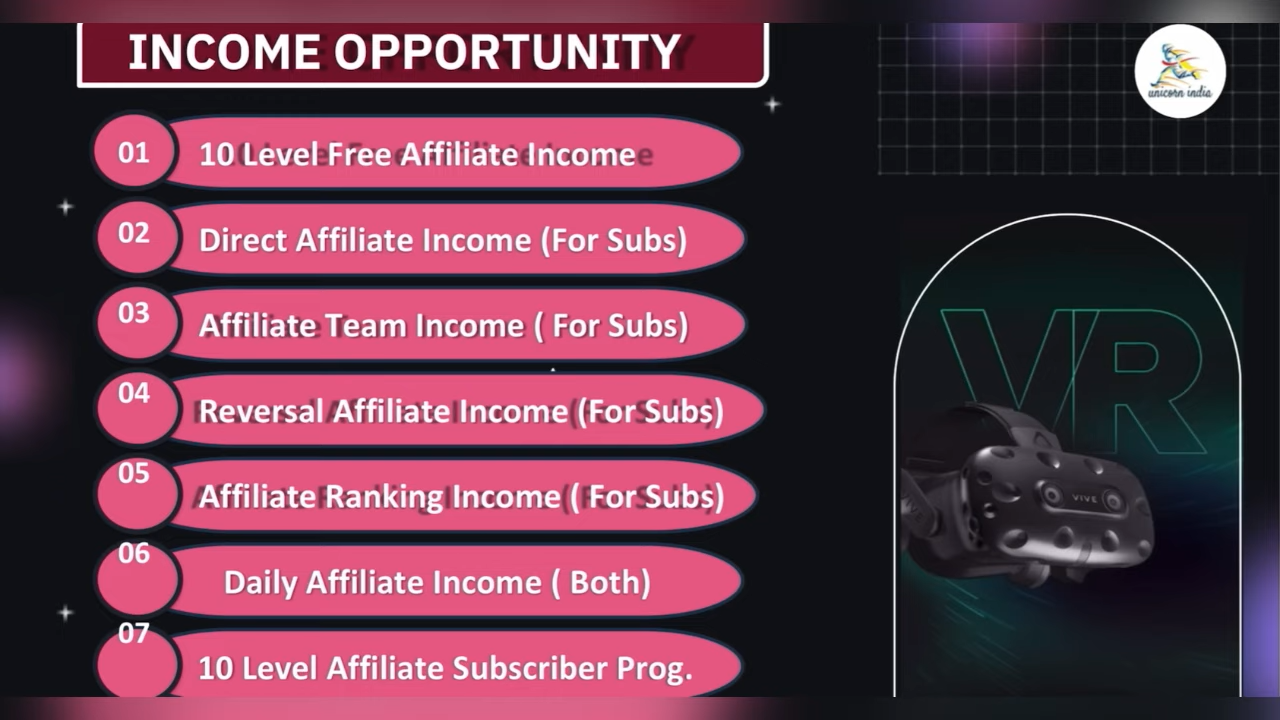 INCOME OPPORTUNITY
unicorn india
01 10 Level Free Affiliate Income
02 Direct Affiliate Income (For Subs)
03 Affiliate Team Income ( For Subs)
04 Reversal Affiliate Income (For Subs)
05 Affiliate Ranking Income ( For Subs)
06 Daily Affiliate Income ( Both)
07 10 Level Affiliate Subscriber Prog.
VR
VIVE